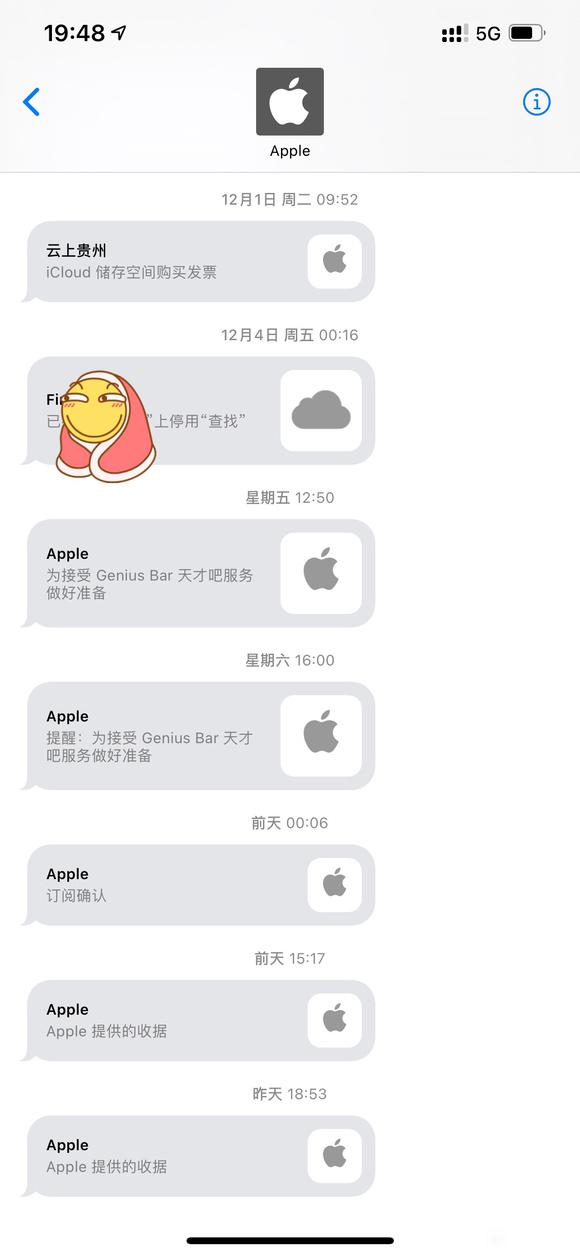 19:48
5G
Apple
12月1日 周二 09:52
云上贵州
iCloud 储存空间购买发票
12月4日 周五 00:16
已
”上停用“查找”
星期五 12:50
Apple
为接受 Genius Bar 天才吧服务
做好准备
星期六 16:00
Apple
提醒：为接受 Genius Bar 天才
吧服务做好准备
前天 00:06
Apple
订阅确认
前天 15:17
Apple
Apple 提供的收据
昨天 18:53
Apple
Apple 提供的收据